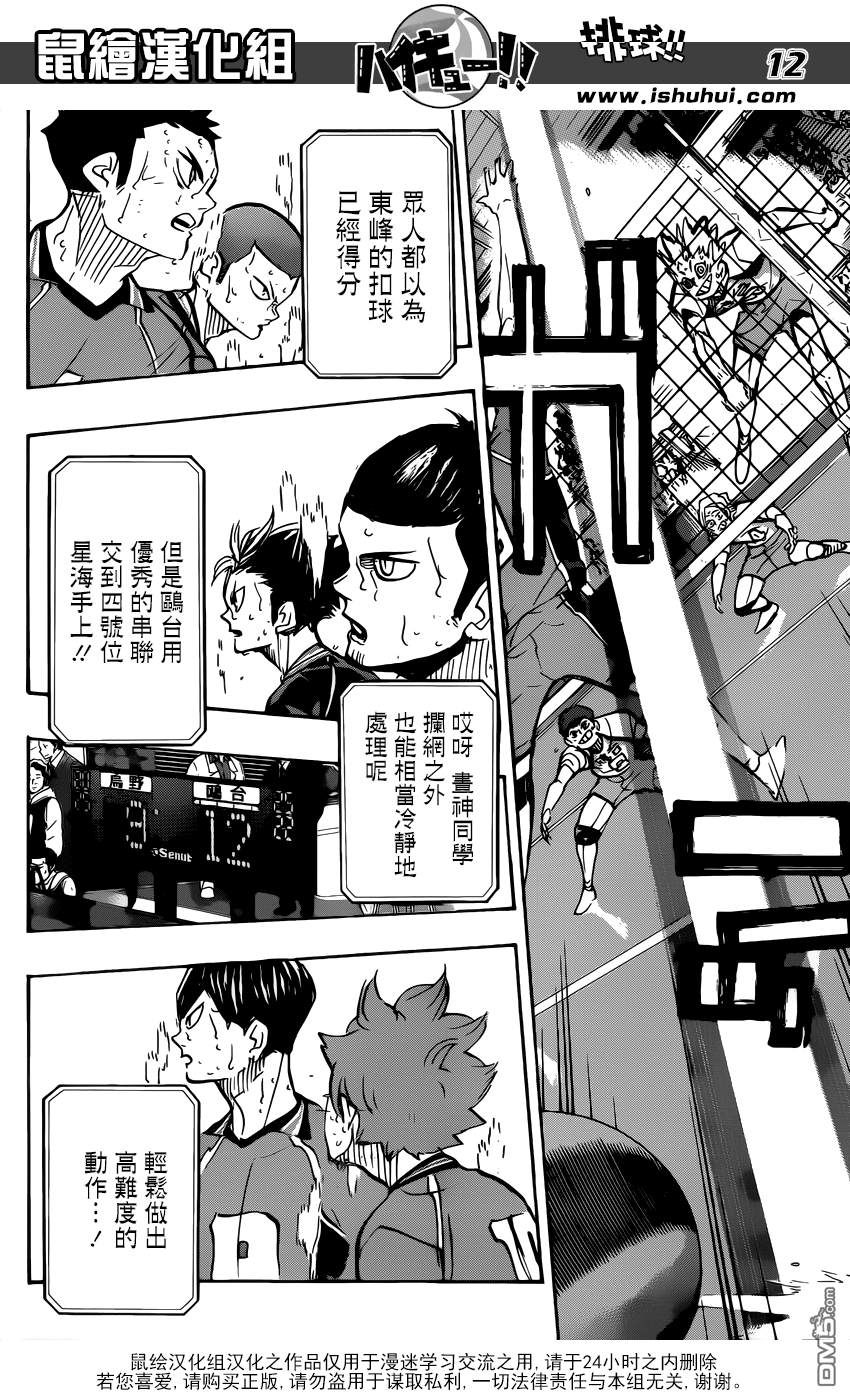 鼠繪漢化組
ハイキュー!!
排球!!
12
www.ishuhui.com
眾人都以為
東峰的扣球
已經得分
但是鷗台用
優秀的串聯
交到四號位
星海手上!!
哎呀 晝神同學
攔網之外
也能相當冷靜地
處理呢
烏野
鷗台
12
Senoh
輕鬆做出
高難度的
動作…!
鼠绘汉化组汉化之作品仅用于漫迷学习交流之用, 请于24小时之内删除
若您喜爱, 请购买正版, 请勿盗用于谋取私利, 一切法律责任与本组无关, 谢谢。
DM5.com